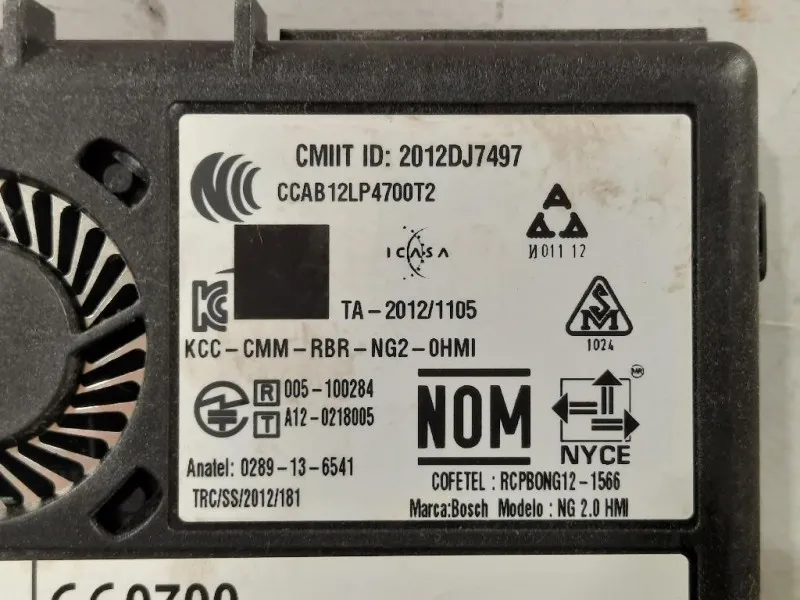 CMIIT ID: 2012DJ7497
CCAB12LP4700T2
ICASA
И011 12
TA-2012/1105
KCC-CMM-RBR-NG2-0HMI
SM
1024
R 005-100284
T A12-0218005
NOM
NYCE
Anatel: 0289-13-6541
COFETEL: RCPBONG12-1566
TRC/SS/2012/181
Marca:Bosch Modelo: NG 2.0 HMI